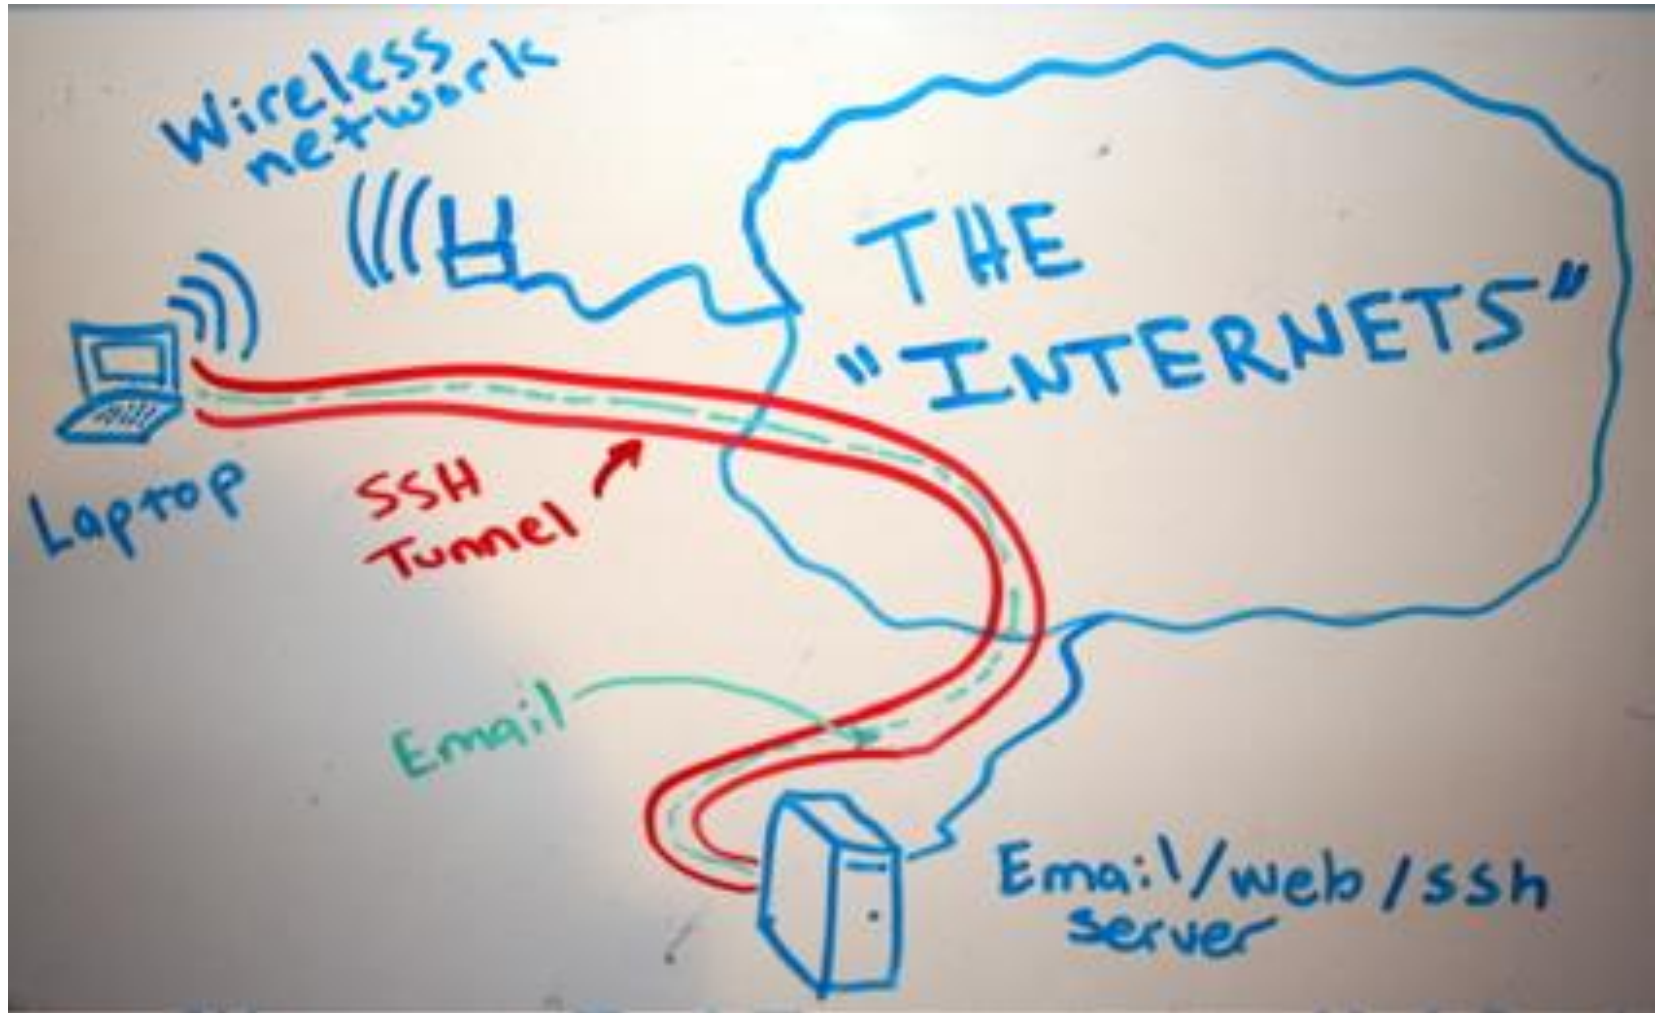 Wireless
network
THE
"INTERNETS"
Laptop
SSH
Tunnel
Email
Email/web/ssh
server